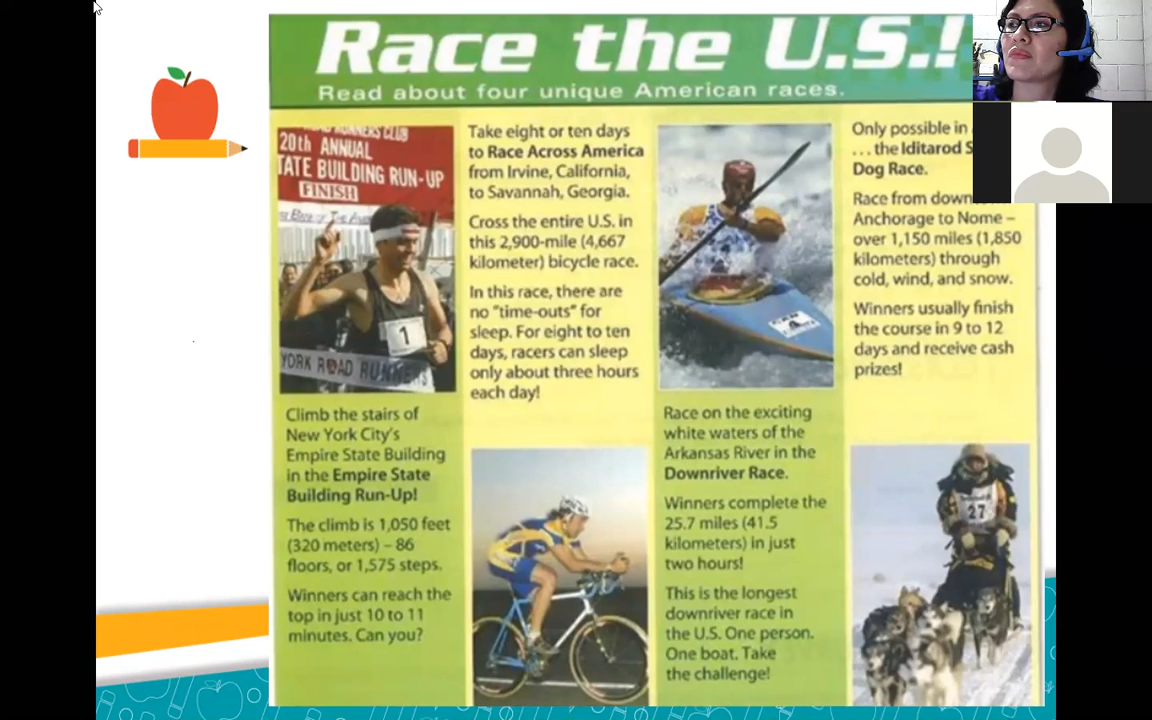 Race the U.S.!
Read about four unique American races.
ROAD RUNNERS CLUB
20th ANNUAL
STATE BUILDING RUN-UP
FINISH
1
YORK ROAD RUNNERS
Climb the stairs of
New York City's
Empire State Building
in the Empire State
Building Run-Up!
The climb is 1,050 feet
(320 meters) – 86
floors, or 1,575 steps.
Winners can reach the
top in just 10 to 11
minutes. Can you?
Take eight or ten days
to Race Across America
from Irvine, California,
to Savannah, Georgia.
Cross the entire U.S. in
this 2,900-mile (4,667
kilometer) bicycle race.
In this race, there are
no "time-outs" for
sleep. For eight to ten
days, racers can sleep
only about three hours
each day!
Race on the exciting
white waters of the
Arkansas River in the
Downriver Race.
Winners complete the
25.7 miles (41.5
kilometers) in just
two hours!
This is the longest
downriver race in
the U.S. One person.
One boat. Take
the challenge!
Only possible in
. . . the Iditarod S
Dog Race.
Race from down
Anchorage to Nome –
over 1,150 miles (1,850
kilometers) through
cold, wind, and snow.
Winners usually finish
the course in 9 to 12
days and receive cash
prizes!
27